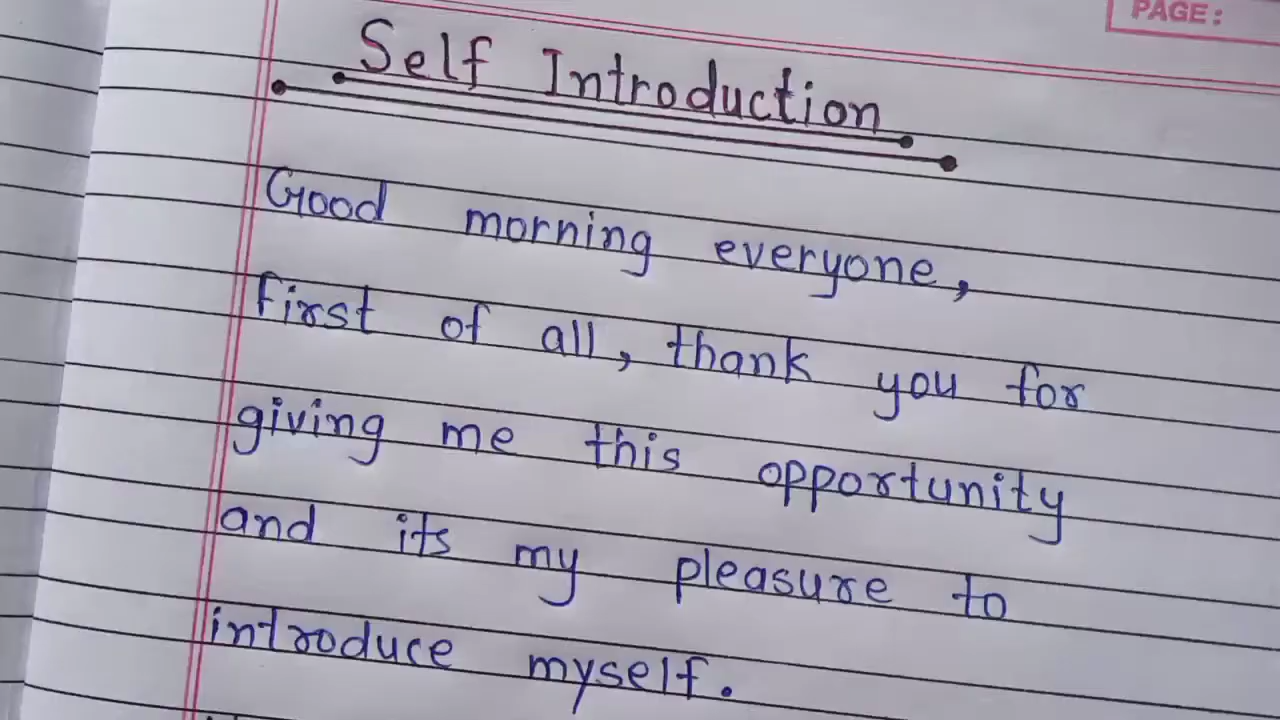 PAGE:
Self Introduction
Good morning everyone,
first of all, thank you for
giving me this opportunity
and its my pleasure to
introduce myself.